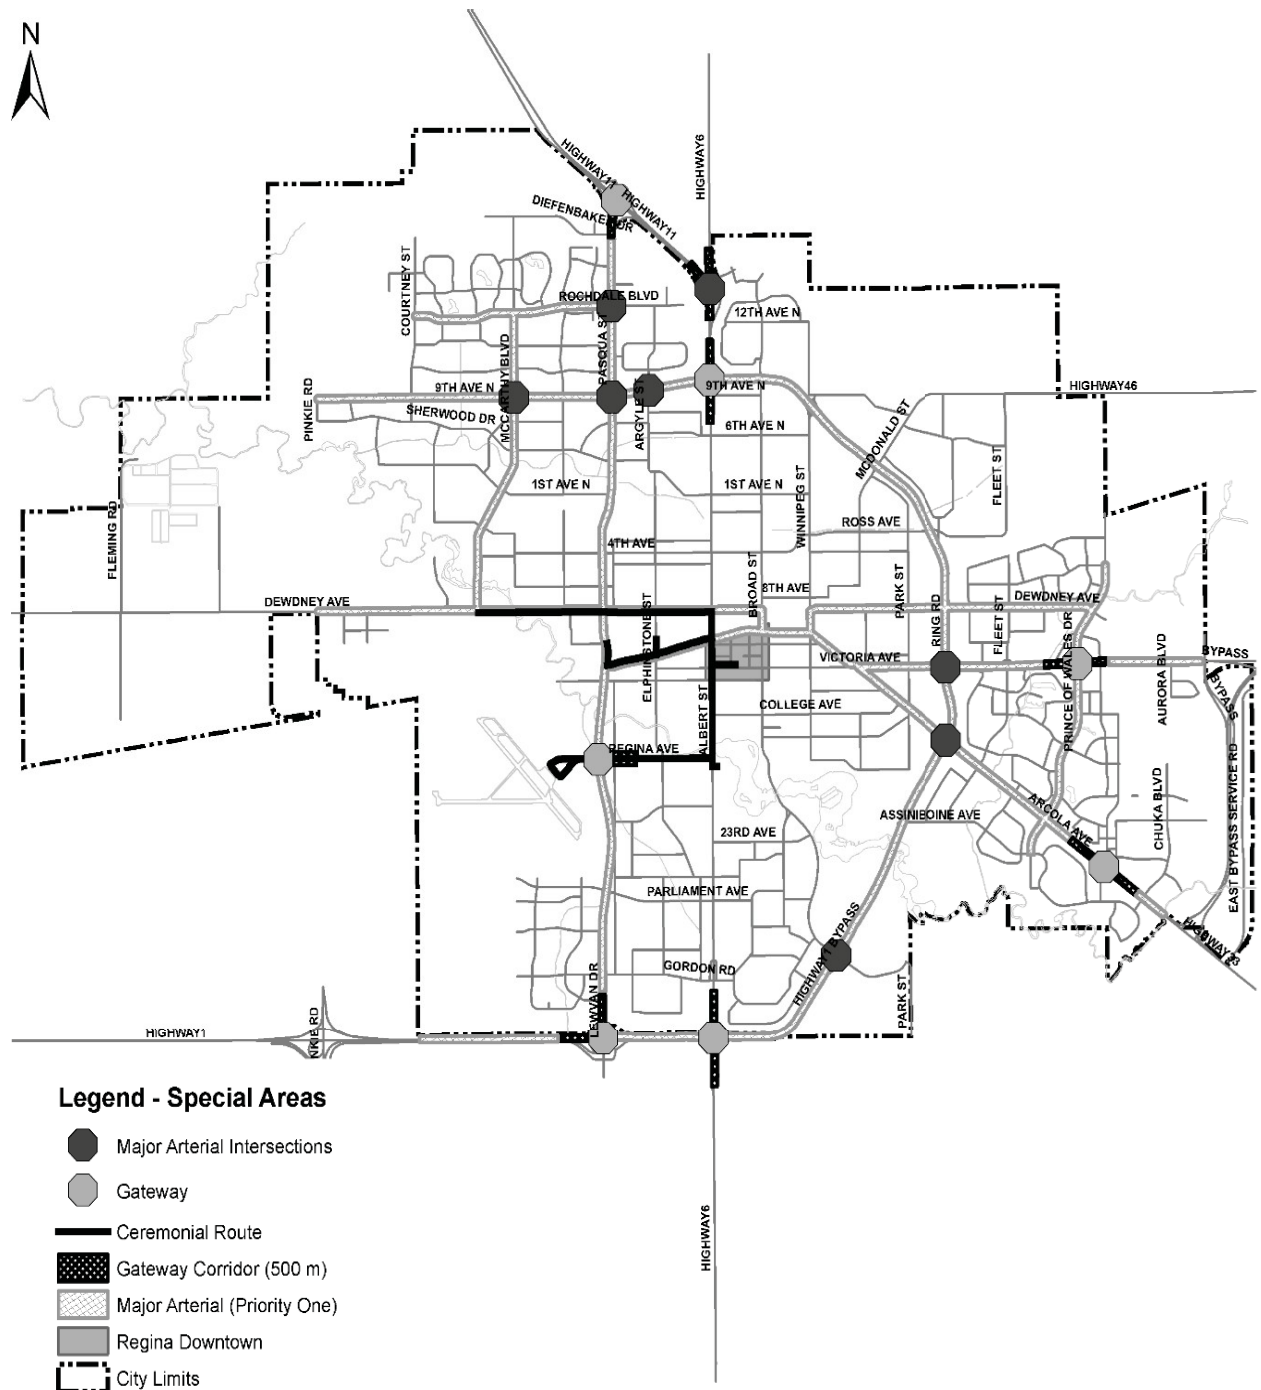 N
HIGHWAY11
HIGHWAY6
HIGHWAY11
DIEFENBAKER DR
COURTNEY ST
ROCHDALE BLVD
12TH AVE N
PASQUA S
MCCARTHY BLVD
9TH AVE N
9TH AVE N
HIGHWAY46
PINKIE RD
SHERWOOD DR
ARGYLE ST
6TH AVE N
MCDONALD ST
1ST AVE N
1ST AVE N
WINNIPEG ST
FLEET ST
FLEMING RD
ROSS AVE
4TH AVE
BROAD ST
8TH AVE
PARK ST
DEWDNEY AVE
ELPHINSTONE ST
RING RD
FLEET ST
DEWDNEY AVE
PRINCE OF WALES DR
VICTORIA AVE
AURORA BLVD
BYPASS
BYPASS
COLLEGE AVE
ALBERT ST
REGINA AVE
EAST BYPASS SERVICE RD
ARCOLA AVE
CHUKA BLVD
ASSINIBOINE AVE
23RD AVE
PARLIAMENT AVE
HIGHWAY1 BYPASS
HIGHWAY33
GORDON RD
LEWVAN DR
PARK ST
HIGHWAY1
NKIE RD
HIGHWAY6
Legend - Special Areas
Major Arterial Intersections
Gateway
Ceremonial Route
Gateway Corridor (500 m)
Major Arterial (Priority One)
Regina Downtown
City Limits